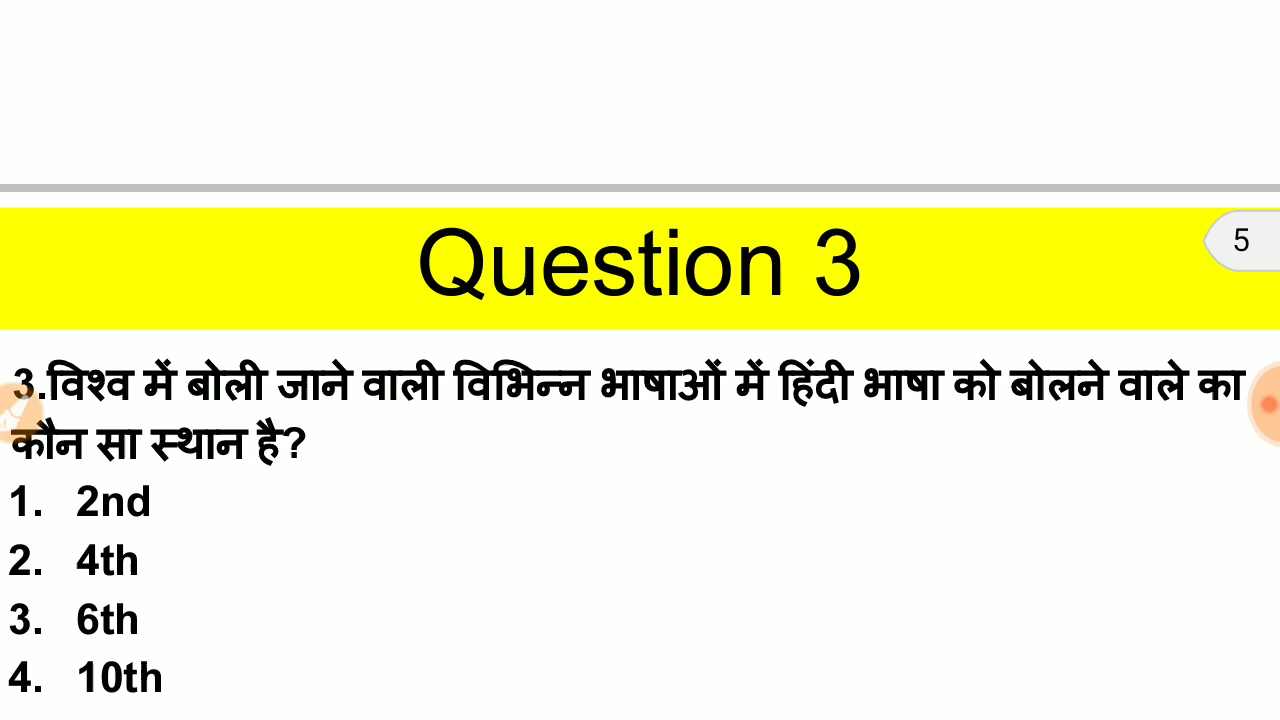 Question 3
5
3.विश्व में बोली जाने वाली विभिन्न भाषाओं में हिंदी भाषा को बोलने वाले का
कौन सा स्थान है?
1. 2nd
2. 4th
3. 6th
4. 10th